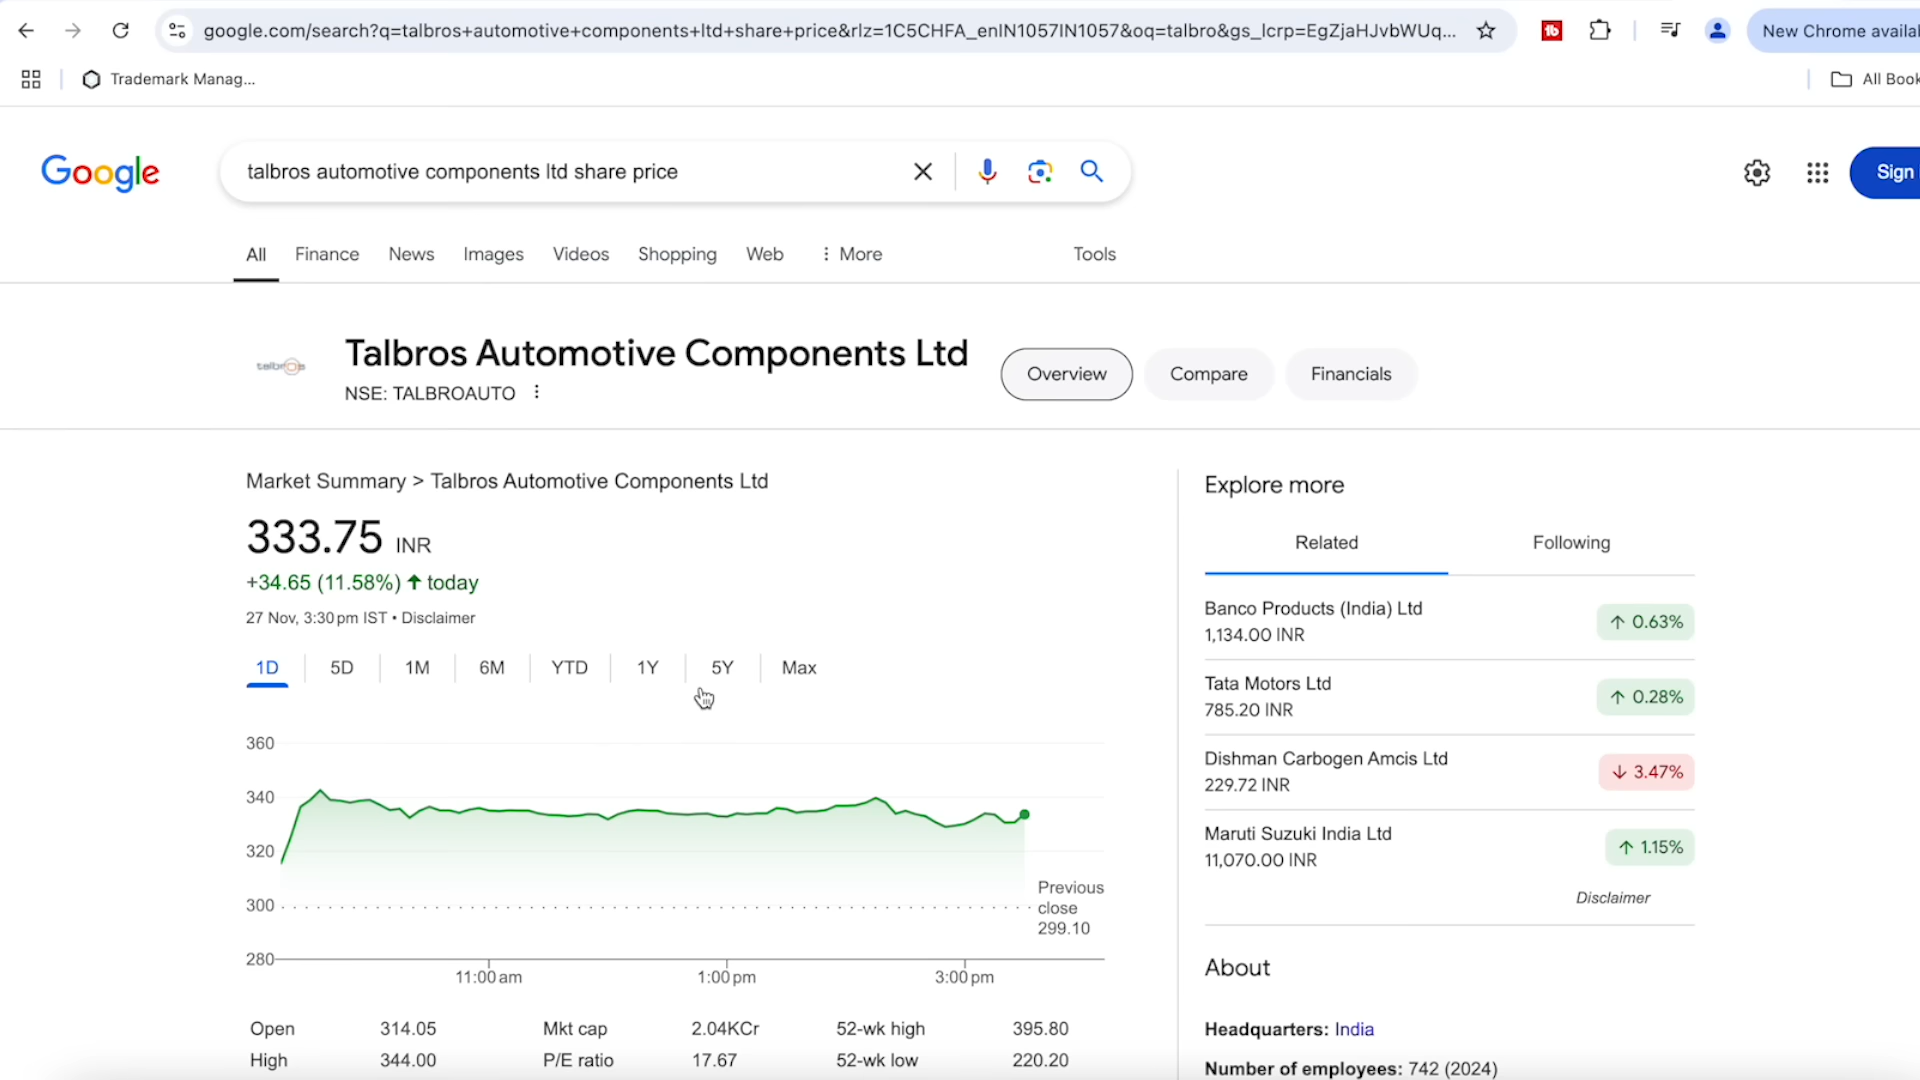 google.com/search?q=talbros+automotive+components+ltd+share+price&rlz=1C5CHFA_enIN1057IN1057&oq=talbro&gs_lcrp=EgZjaHJvbWUq...
New Chrome availal
Trademark Manag...
All Book
Google
talbros automotive components ltd share price
Sign
All Finance News Images Videos Shopping Web More Tools
talbros
Talbros Automotive Components Ltd
NSE: TALBROAUTO
Overview Compare Financials
Market Summary > Talbros Automotive Components Ltd
333.75 INR
+34.65 (11.58%) ↑ today
27 Nov, 3:30 pm IST • Disclaimer
1D 5D 1M 6M YTD 1Y 5Y Max
360
340
320
300
280
Previous
close
299.10
11:00 am 1:00 pm 3:00 pm
Open 314.05 Mkt cap 2.04KCr 52-wk high 395.80
High 344.00 P/E ratio 17.67 52-wk low 220.20
Explore more
Related Following
Banco Products (India) Ltd
1,134.00 INR
↑ 0.63%
Tata Motors Ltd
785.20 INR
↑ 0.28%
Dishman Carbogen Amcis Ltd
229.72 INR
↓ 3.47%
Maruti Suzuki India Ltd
11,070.00 INR
↑ 1.15%
Disclaimer
About
Headquarters: India
Number of employees: 742 (2024)